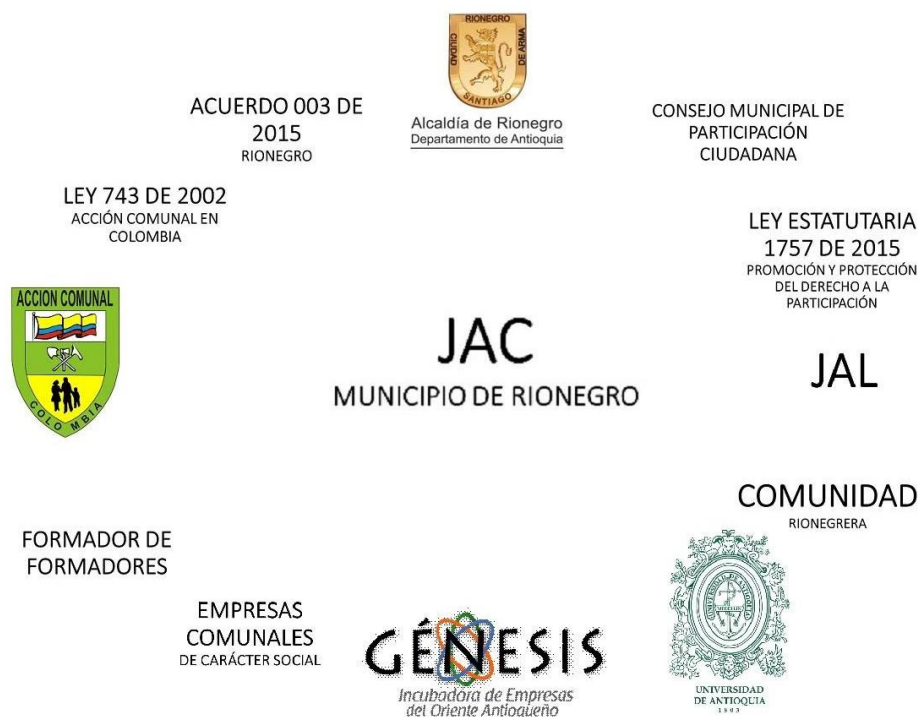 RIONEGRO
CIUDAD
DE ARMA
SANTIAGO
Alcaldía de Rionegro
Departamento de Antioquia
ACUERDO 003 DE
2015
RIONEGRO
CONSEJO MUNICIPAL DE
PARTICIPACIÓN
CIUDADANA
LEY 743 DE 2002
ACCIÓN COMUNAL EN
COLOMBIA
LEY ESTATUTARIA
1757 DE 2015
PROMOCIÓN Y PROTECCIÓN
DEL DERECHO A LA
PARTICIPACIÓN
ACCION COMUNAL
COLOMBIA
JAC
MUNICIPIO DE RIONEGRO
JAL
COMUNIDAD
RIONEGRERA
FORMADOR DE
FORMADORES
EMPRESAS
COMUNALES
DE CARÁCTER SOCIAL
GÉNESIS
Incubadora de Empresas
del Oriente Antioqueño
UNIVERSIDAD
DE ANTIOQUIA
1803